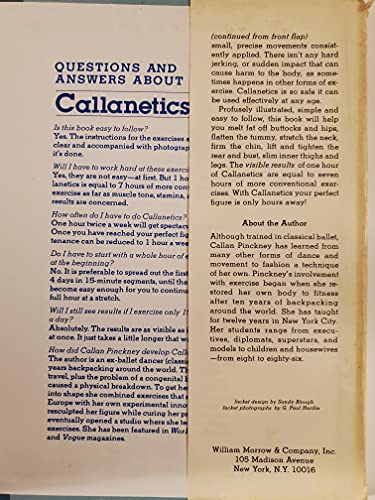 QUESTIONS AND
ANSWERS ABOUT
Callanetics
Is this book easy to follow?
Yes. The instructions for the exercises a
clear and accompanied with photograp
it's done.
Will I have to work hard at these exerc
Yes, they are not easy—at first. But 1 ho
lanetics is equal to 7 hours of more conv
exercise as far as muscle tone, stamina, a
results are concerned.
How often do I have to do Callanetics?
One hour twice a week will get spectac
Once you have reached your perfect fig
tenance can be reduced to 1 hour a wee
Do I have to start with a whole hour of e
at the beginning?
No. It is preferable to spread out the first
4 days in 15-minute segments, until the
become easy enough for you to continue
full hour at a stretch.
Will I still see results if I exercise only 15
a day?
Absolutely. The results are as visible as i
at once. It just takes a little longer that w
How did Callan Pinckney develop Calle
The author is an ex-ballet dancer (classi
years backpacking around the world. Th
travel, plus the problem of a congenital b
caused a physical breakdown. To get he
into shape she combined exercises that
Europe with her own experimental innov
resculpted her figure while curing her p
eventually opened a studio where she te
exercises. She has been featured in Work
and Vogue magazines.
(continued from front flap)
small, precise movements consist-
ently applied. There isn't any hard
jerking, or sudden impact that can
cause harm to the body, as some-
times happens in other forms of ex-
ercise. Callanetics is so safe it can
be used effectively at any age.
Profusely illustrated, simple and
easy to follow, this book will help
you melt fat off buttocks and hips,
flatten the tummy, stretch the neck,
firm the chin, lift and tighten the
rear and bust, slim inner thighs and
legs. The visible results of one hour
of Callanetics are equal to seven
hours of more conventional exer-
cises. With Callanetics your perfect
figure is only hours away!
About the Author
Although trained in classical ballet,
Callan Pinckney has learned from
many other forms of dance and
movement to fashion a technique
of her own. Pinckney's involvement
with exercise began when she re-
stored her own body to fitness
after ten years of backpacking
around the world. She has taught
for twelve years in New York City.
Her students range from execu-
tives, diplomats, superstars, and
models to children and housewives
—from eight to eighty-six.
Jacket design by Sandy Blough
Jacket photographs by G. Paul Hardin
William Morrow & Company, Inc.
105 Madison Avenue
New York, N.Y. 10016